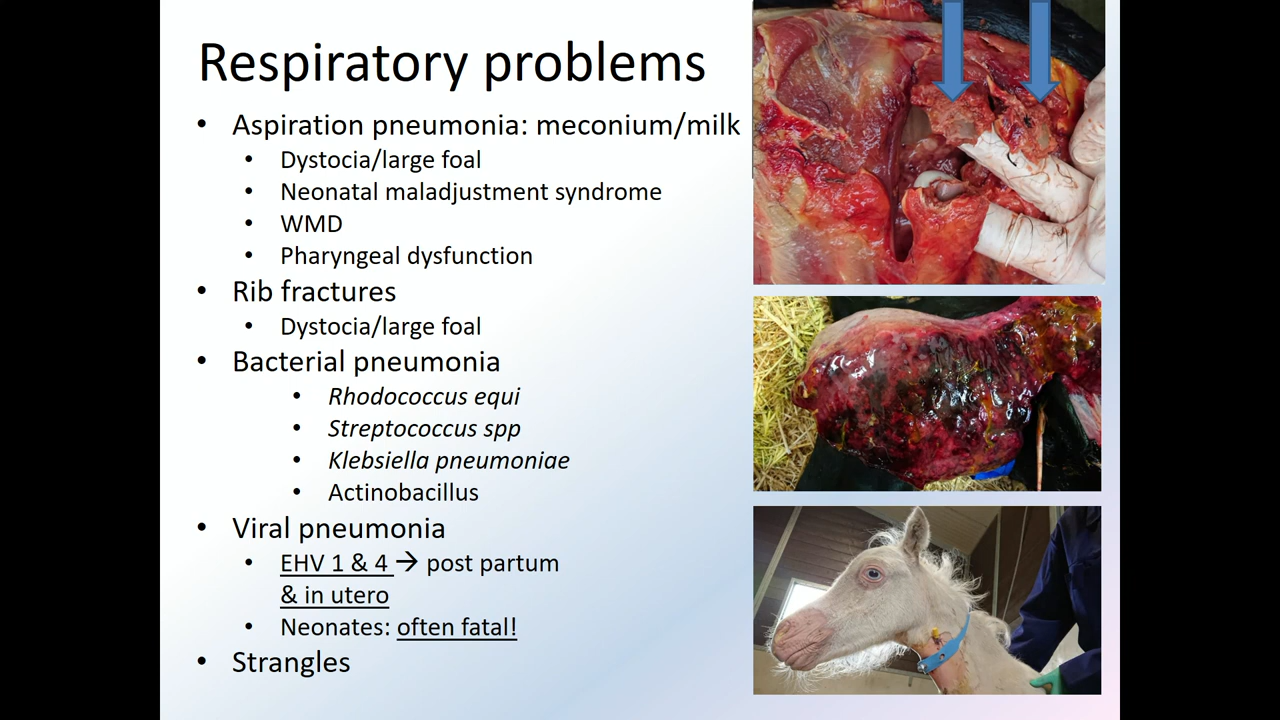 Respiratory problems
• Aspiration pneumonia: meconium/milk
• Dystocia/large foal
• Neonatal maladjustment syndrome
• WMD
• Pharyngeal dysfunction
• Rib fractures
• Dystocia/large foal
• Bacterial pneumonia
• Rhodococcus equi
• Streptococcus spp
• Klebsiella pneumoniae
• Actinobacillus
• Viral pneumonia
• EHV 1 & 4 → post partum
& in utero
• Neonates: often fatal!
• Strangles